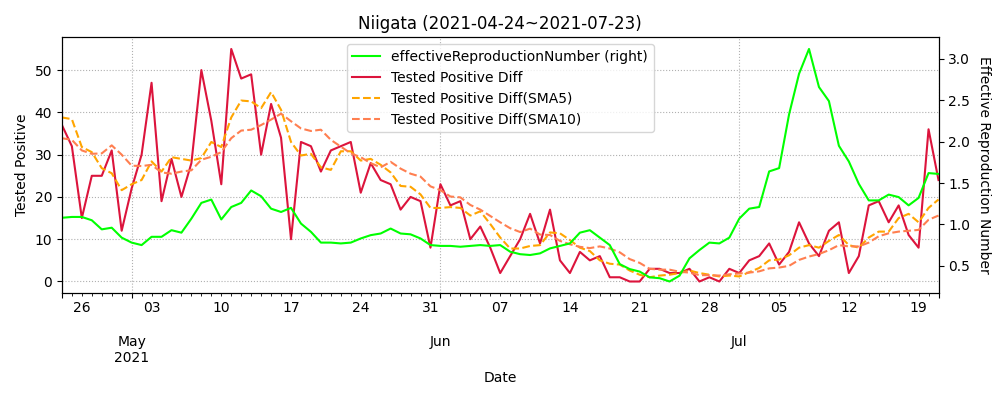 Niigata (2021-04-24~2021-07-23)
effectiveReproductionNumber (right)
Tested Positive Diff
Tested Positive Diff(SMA5)
Tested Positive Diff(SMA10)
Tested Positive
50
40
30
20
10
0
Effective Reproduction Number
3.0
2.5
2.0
1.5
1.0
0.5
26 03 10 17 24 31 07 14 21 28 05 12 19
May Jun Jul
2021
Date